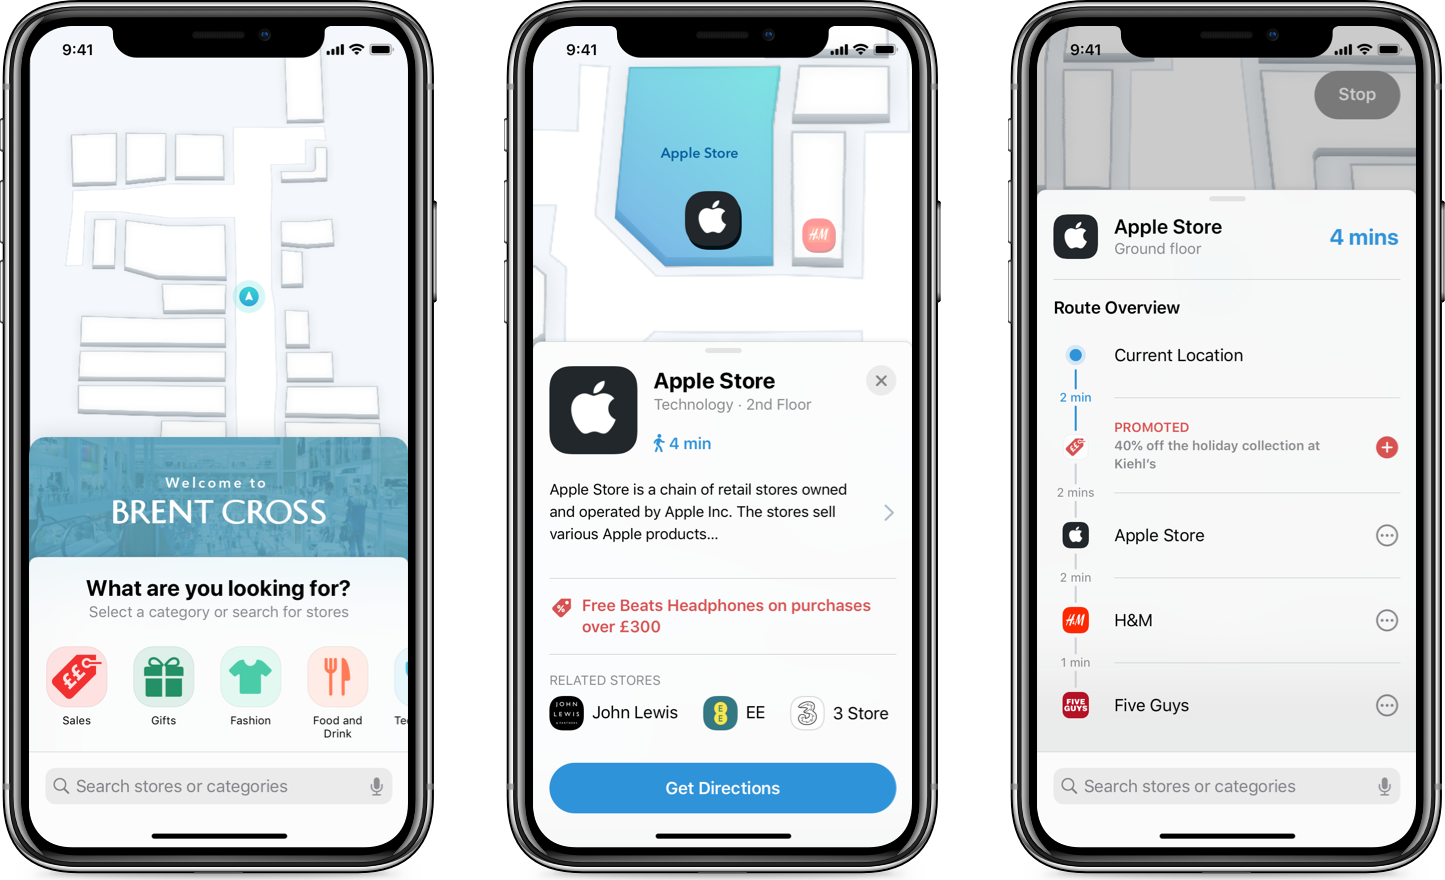 9:41
Welcome to
BRENT CROSS
What are you looking for?
Select a category or search for stores
££
Sales
Gifts
Fashion
Food and
Drink
Te
Search stores or categories
9:41
Apple Store
H&M
Apple Store
Technology · 2nd Floor
4 min
Apple Store is a chain of retail stores owned
and operated by Apple Inc. The stores sell
various Apple products...
Free Beats Headphones on purchases
over £300
RELATED STORES
JOHN
LEWIS
John Lewis
EE
EE
3
3 Store
Get Directions
9:41
Stop
Apple Store
Ground floor
4 mins
Route Overview
Current Location
2 min
PROMOTED
40% off the holiday collection at
Kiehl's
2 mins
Apple Store
2 min
H&M
H&M
1 min
FIVE
GUYS
Five Guys
Search stores or categories